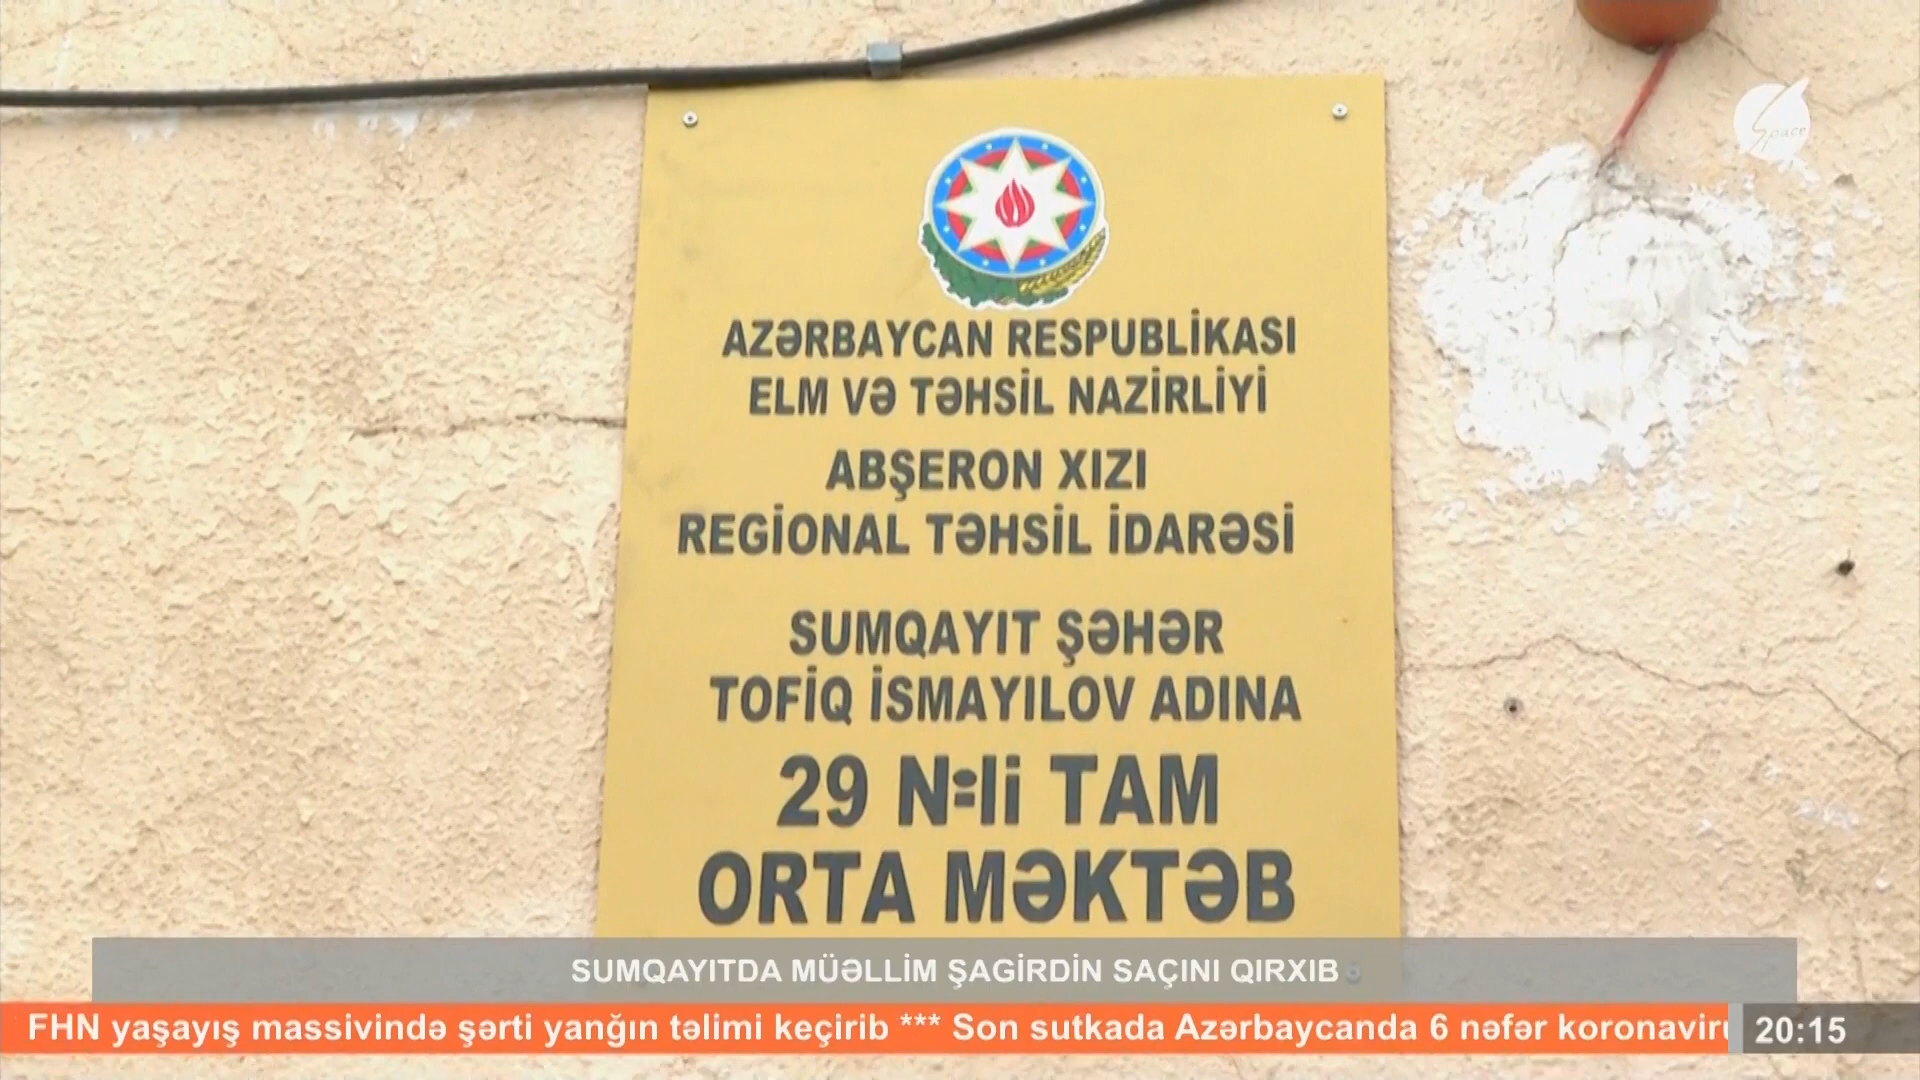 Space
AZƏRBAYCAN RESPUBLİKASI
ELM VƏ TƏHSİL NAZİRLİYİ
ABŞERON XIZI
REGİONAL TƏHSİL İDARƏSİ
SUMQAYIT ŞƏHƏR
TOFİQ İSMAYILOV ADINA
29 №-li TAM
ORTA MƏKTƏB
SUMQAYITDA MÜƏLLİM ŞAGİRDİN SAÇINI QIRXIB
FHN yaşayış massivində şərti yanğın təlimi keçirib *** Son sutkada Azərbaycanda 6 nəfər koronaviru
20:15